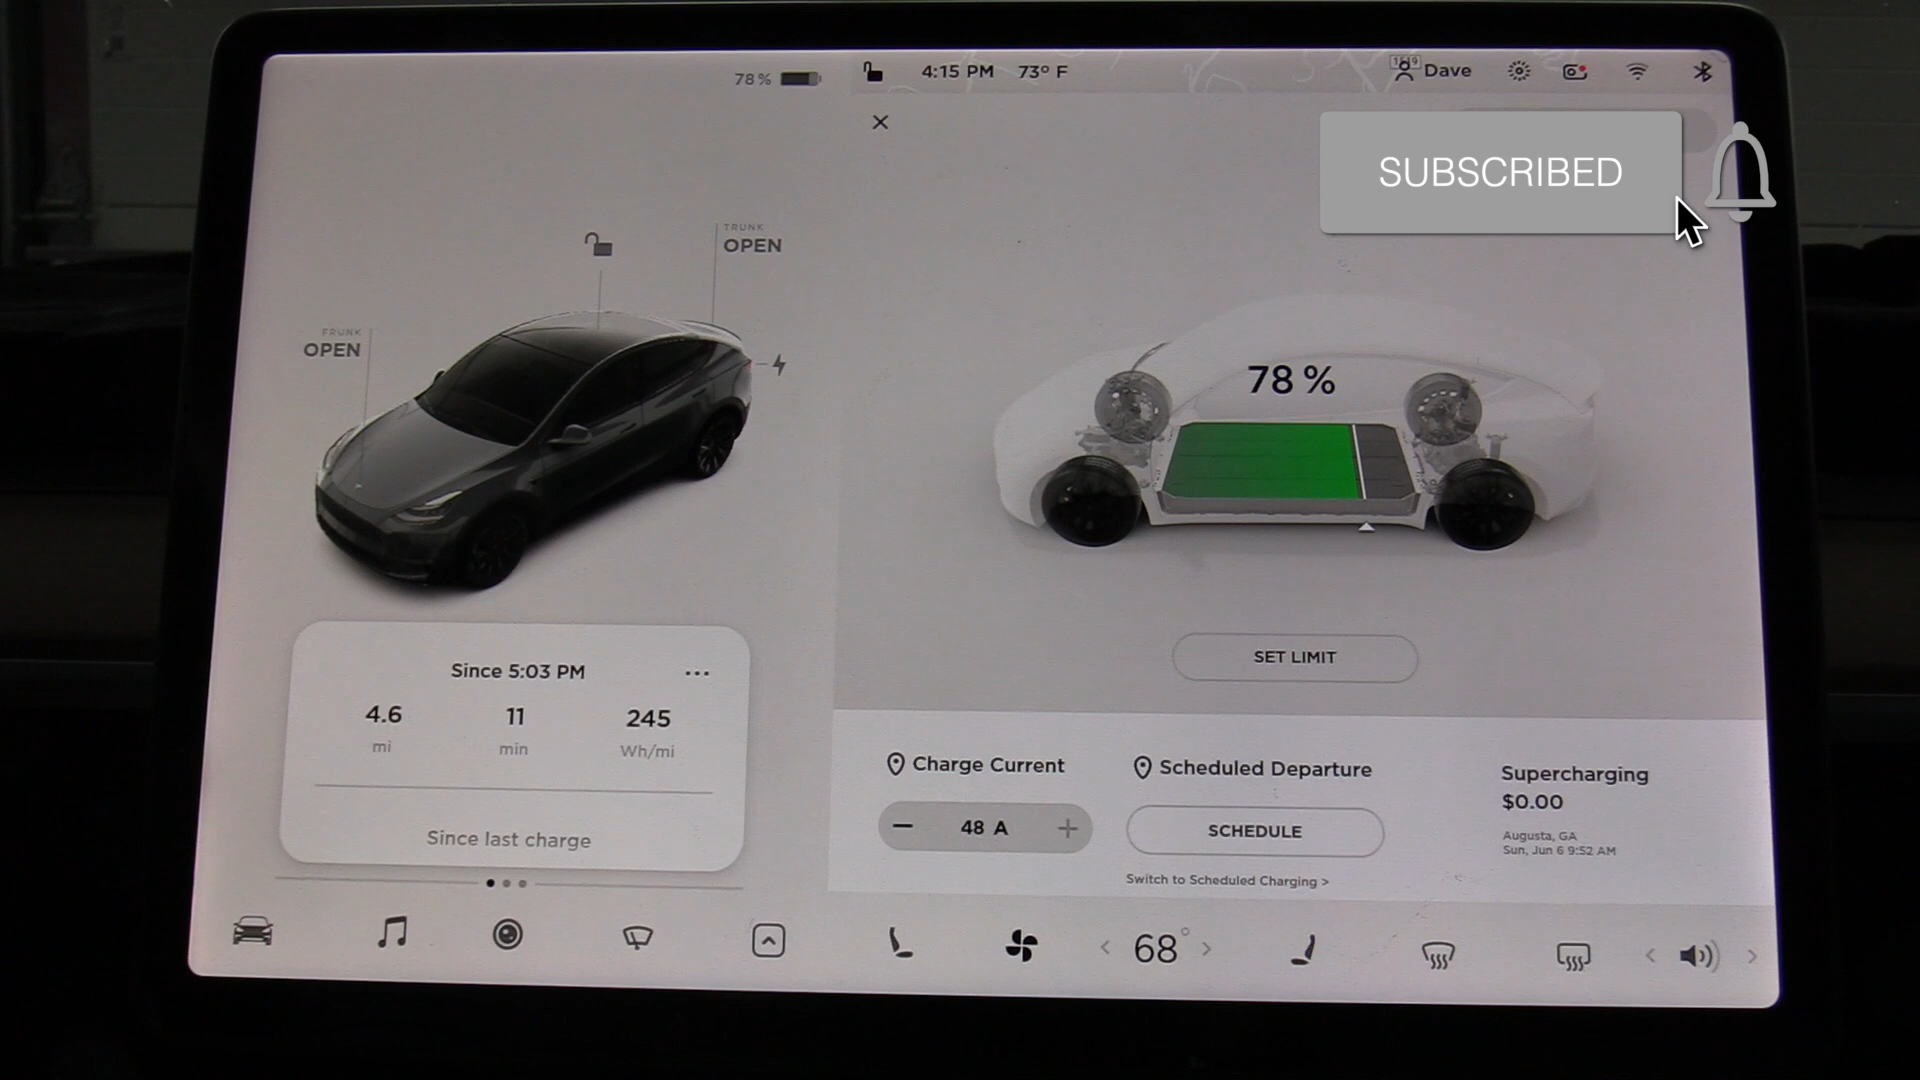 78 %
4:15 PM 73° F
1519
Dave
SUBSCRIBED
TRUNK
OPEN
FRUNK
OPEN
78 %
SET LIMIT
Since 5:03 PM
4.6 11 245
mi min Wh/mi
Since last charge
Charge Current
48 A
Scheduled Departure
SCHEDULE
Switch to Scheduled Charging >
Supercharging
$0.00
Augusta, GA
Sun, Jun 6 9:52 AM
68°